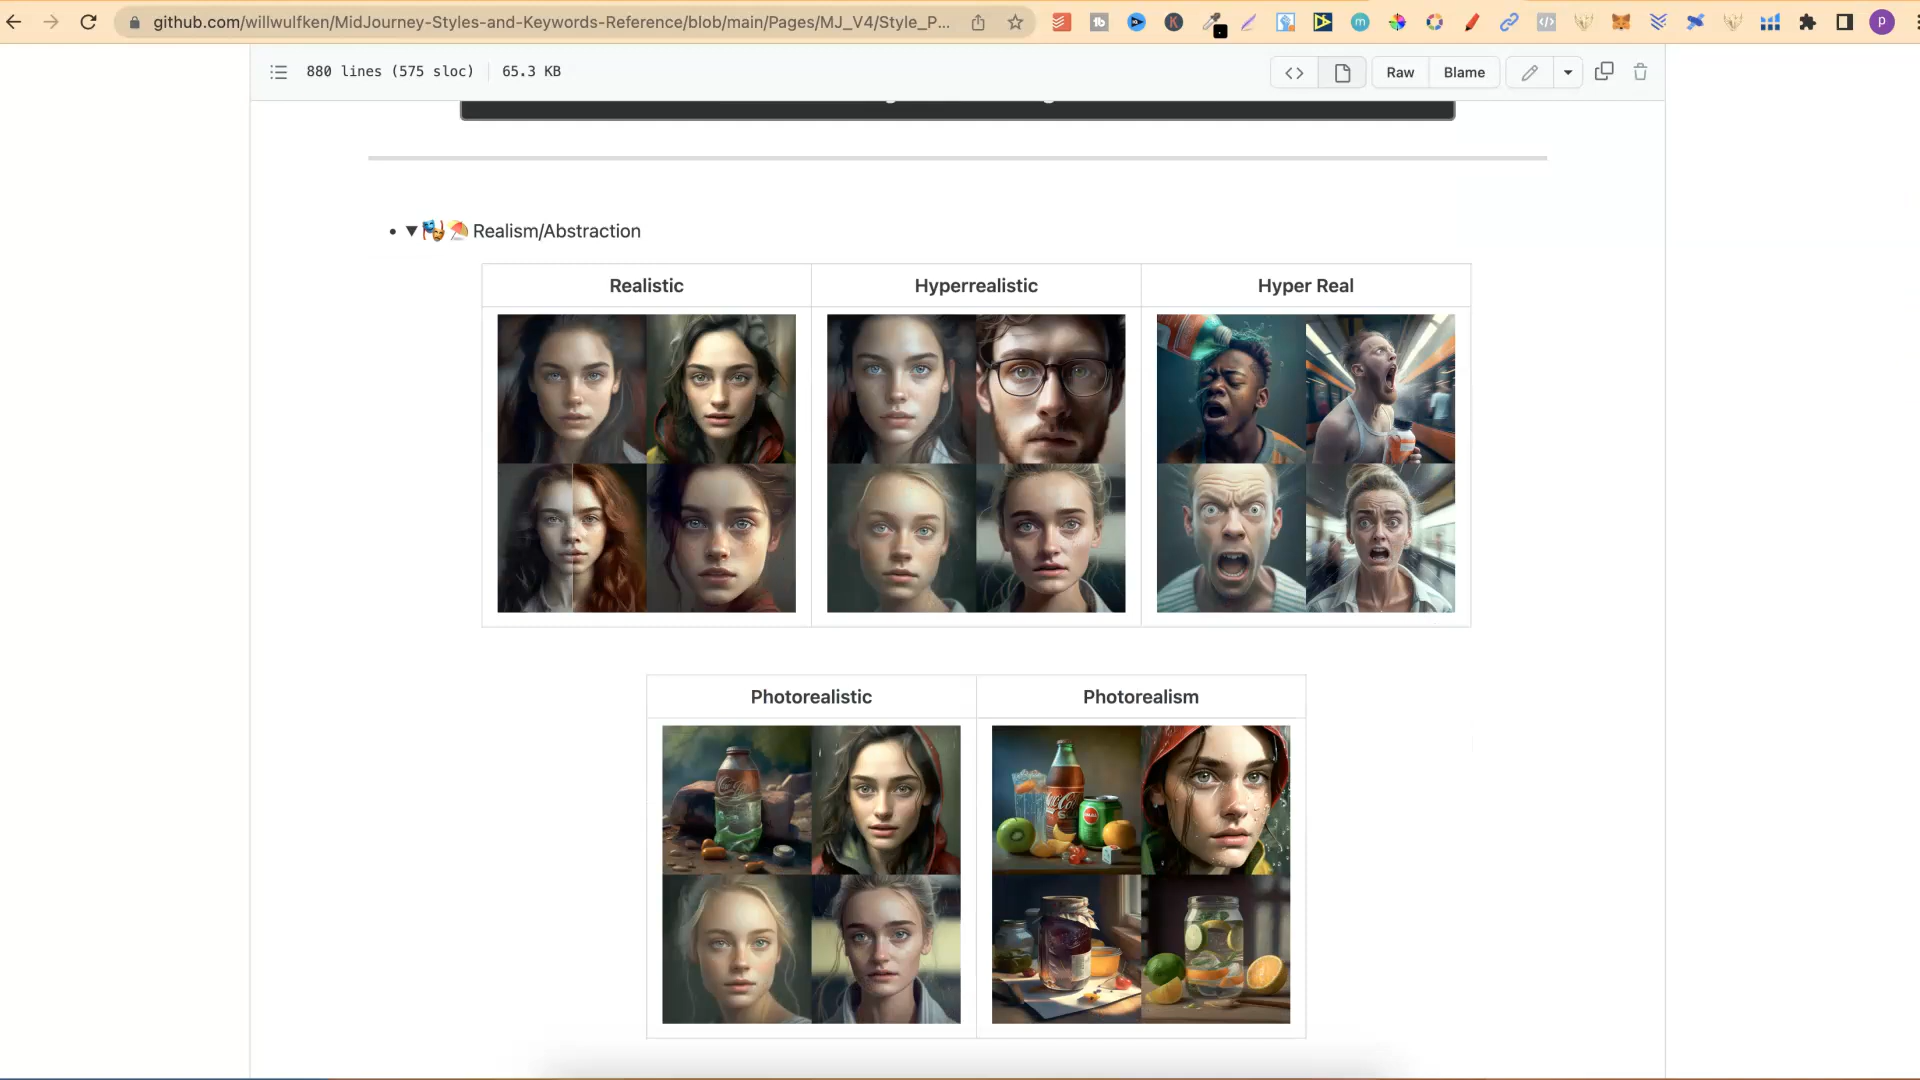 github.com/willwulfken/MidJourney-Styles-and-Keywords-Reference/blob/main/Pages/MJ_V4/Style_P...
880 lines (575 sloc) 65.3 KB
Raw Blame
Realism/Abstraction
Realistic Hyperrealistic Hyper Real
Photorealistic Photorealism